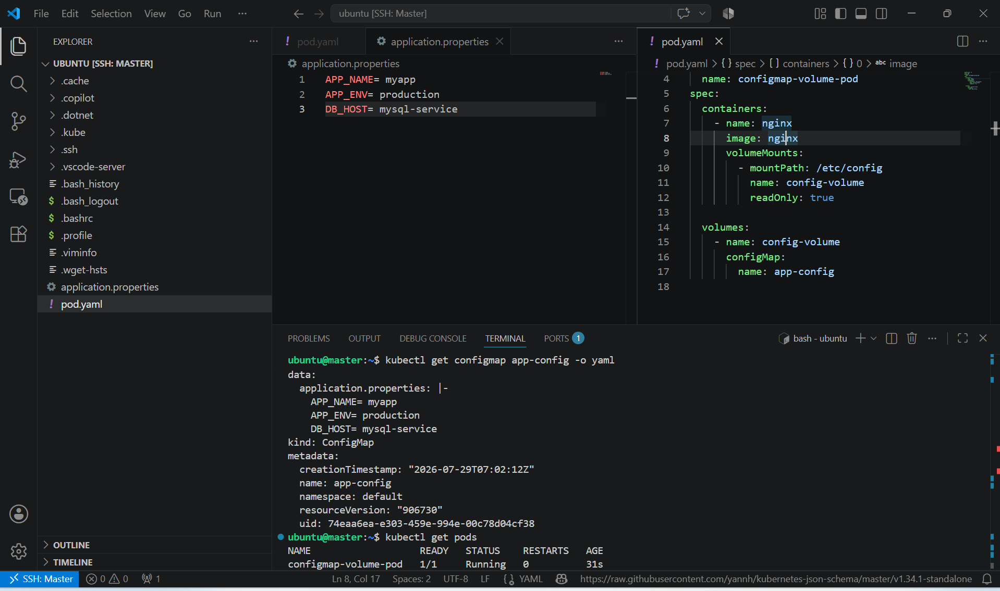 File Edit Selection View Go Run
ubuntu [SSH: Master]
EXPLORER
UBUNTU [SSH: MASTER]
.cache
.copilot
.dotnet
.kube
.ssh
.vscode-server
.bash_history
$ .bash_logout
$ .bashrc
$ .profile
.viminfo
.wget-hsts
application.properties
! pod.yaml
OUTLINE
TIMELINE
! pod.yaml
application.properties
application.properties
1 APP_NAME= myapp
2 APP_ENV= production
3 DB_HOST= mysql-service
! pod.yaml
! pod.yaml > {} spec > [ ] containers > {} 0 > abc image
4 name: configmap-volume-pod
5 spec:
6 containers:
7 - name: nginx
8 image: nginx
9 volumeMounts:
10 - mountPath: /etc/config
11 name: config-volume
12 readOnly: true
13
14 volumes:
15 - name: config-volume
16 configMap:
17 name: app-config
18
PROBLEMS OUTPUT DEBUG CONSOLE TERMINAL PORTS 1
bash - ubuntu
ubuntu@master:~$ kubectl get configmap app-config -o yaml
data:
application.properties: |-
APP_NAME= myapp
APP_ENV= production
DB_HOST= mysql-service
kind: ConfigMap
metadata:
creationTimestamp: "2026-07-29T07:02:12Z"
name: app-config
namespace: default
resourceVersion: "906730"
uid: 74eaa6ea-e303-459e-994e-00c78d04cf38
ubuntu@master:~$ kubectl get pods
NAME READY STATUS RESTARTS AGE
configmap-volume-pod 1/1 Running 0 31s
SSH: Master 0 0 1 Ln 8, Col 17 Spaces: 2 UTF-8 LF YAML https://raw.githubusercontent.com/yannh/kubernetes-json-schema/master/v1.34.1-standalone